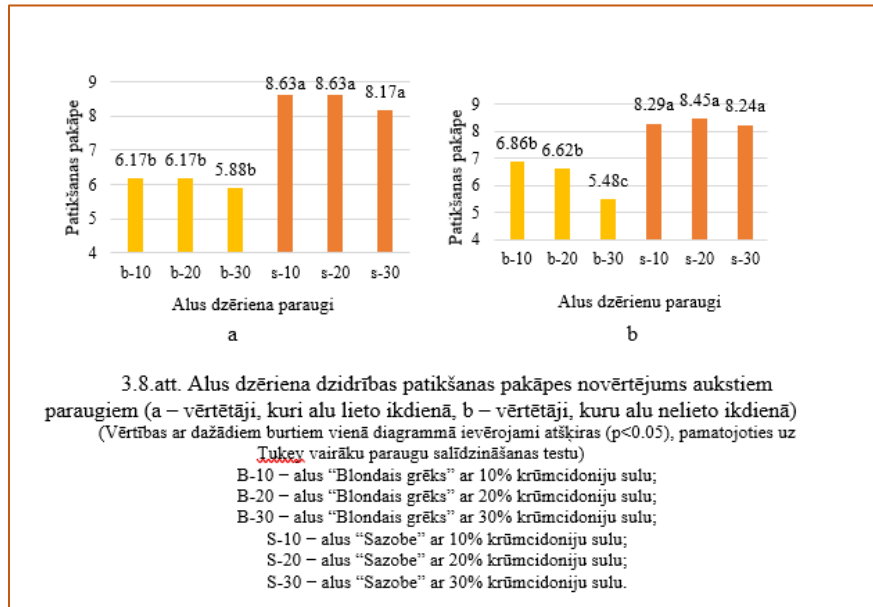 Patikšanas pakāpe
9
8
7
6
5
4
6.17b
6.17b
5.88b
8.63a
8.63a
8.17a
b-10 b-20 b-30 s-10 s-20 s-30
Alus dzēriena paraugi
a
Patikšanas pakāpe
9
8
7
6
5
4
6.86b
6.62b
5.48c
8.29a
8.45a
8.24a
b-10 b-20 b-30 s-10 s-20 s-30
Alus dzērienu paraugi
b
3.8.att. Alus dzēriena dzidrības patikšanas pakāpes novērtējums aukstiem
paraugiem (a – vērtētāji, kuri alu lieto ikdienā, b – vērtētāji, kuru alu nelieto ikdienā)
(Vērtības ar dažādiem burtiem vienā diagrammā ievērojami atšķiras (p<0.05), pamatojoties uz
Tukey vairāku paraugu salīdzināšanas testu)
B-10 – alus “Blondais grēks” ar 10% krūmcidoniju sulu;
B-20 – alus “Blondais grēks” ar 20% krūmcidoniju sulu;
B-30 – alus “Blondais grēks” ar 30% krūmcidoniju sulu;
S-10 – alus “Sazobe” ar 10% krūmcidoniju sulu;
S-20 – alus “Sazobe” ar 20% krūmcidoniju sulu;
S-30 – alus “Sazobe” ar 30% krūmcidoniju sulu.